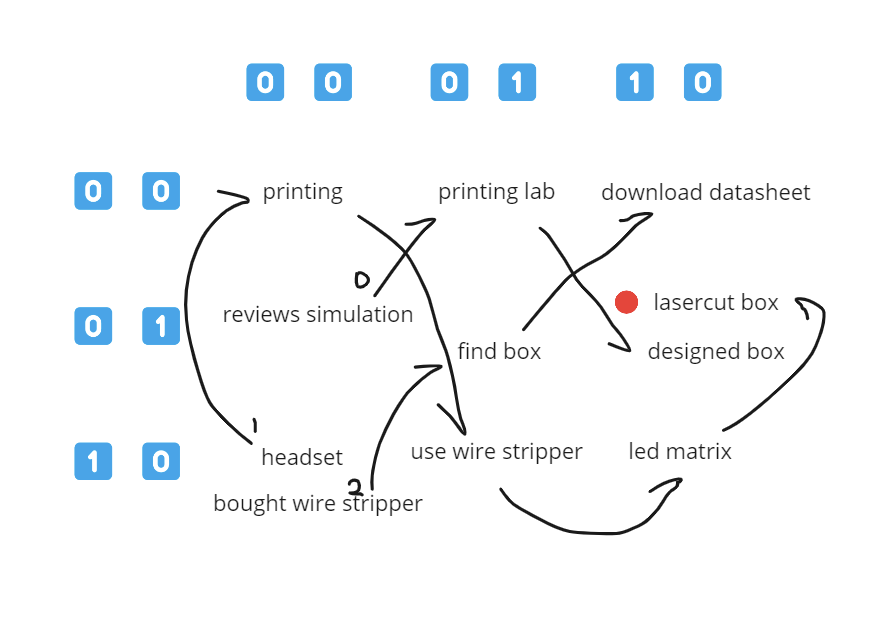 0 0 0 1 1 0
0 0 printing printing lab download datasheet
0
lasercut box
reviews simulation
0 1
find box designed box
1
use wire stripper led matrix
1 0 headset
2
bought wire stripper